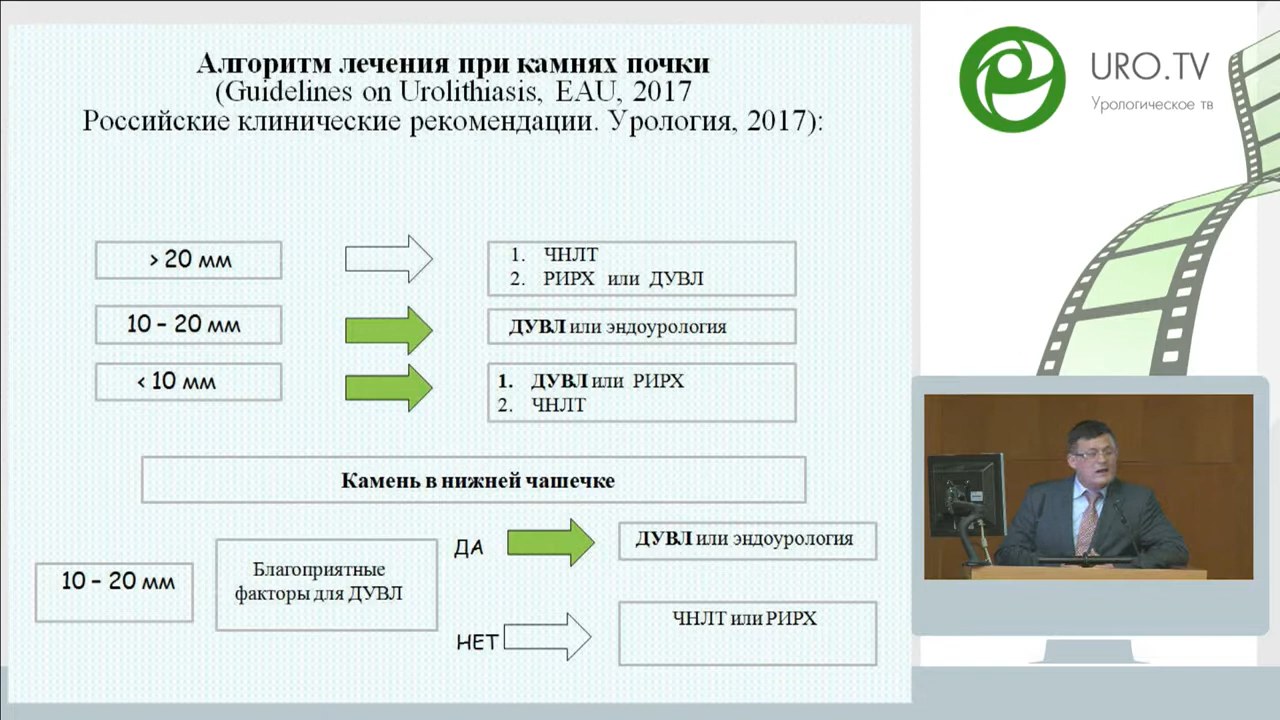 Алгоритм лечения при камнях почки
(Guidelines on Urolithiasis, EAU, 2017
Российские клинические рекомендации. Урология, 2017):
> 20 мм
1. ЧНЛТ
2. РИРХ или ДУВЛ
10 – 20 мм
ДУВЛ или эндоурология
< 10 мм
1. ДУВЛ или РИРХ
2. ЧНЛТ
Камень в нижней чашечке
10 – 20 мм
Благоприятные
факторы для ДУВЛ
ДА
ДУВЛ или эндоурология
НЕТ
ЧНЛТ или РИРХ
URO.TV
Урологическое тв